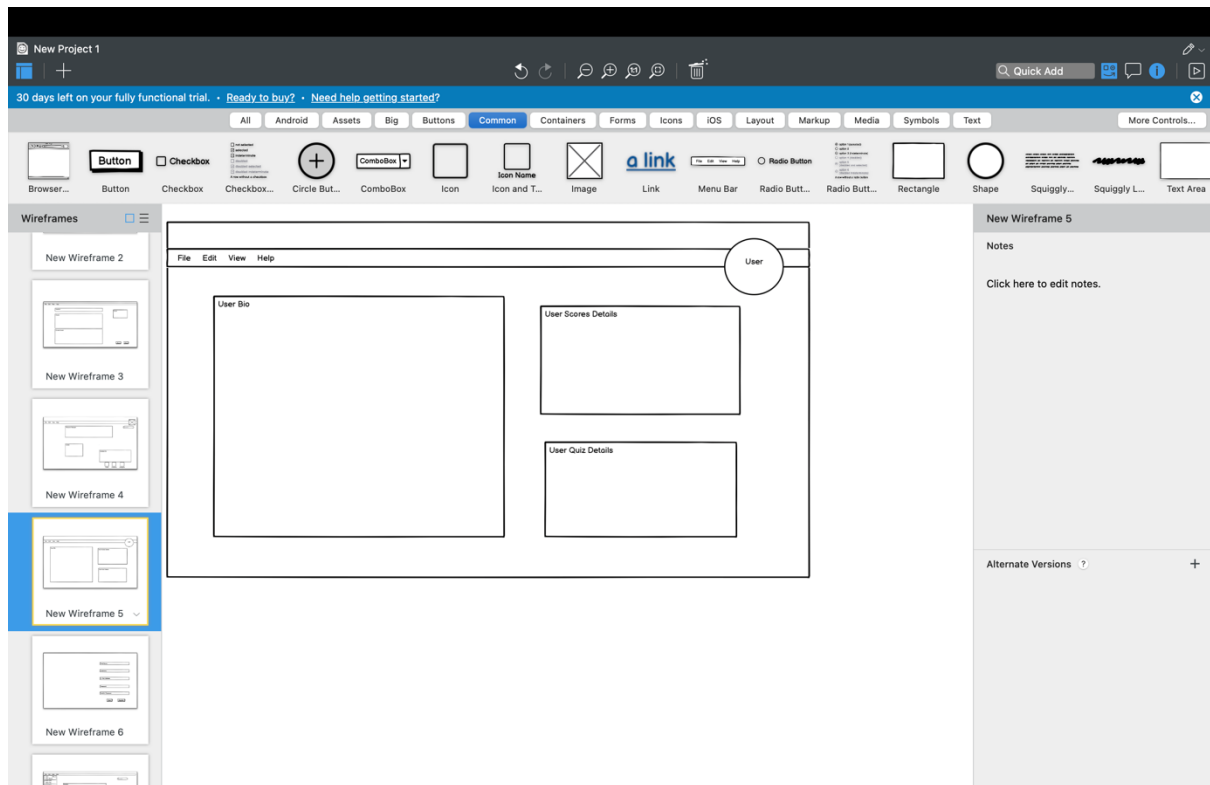 New Project 1
Quick Add
30 days left on your fully functional trial. • Ready to buy? • Need help getting started?
All Android Assets Big Buttons Common Containers Forms Icons iOS Layout Markup Media Symbols Text More Controls...
Button Checkbox ComboBox Icon Name a link File Edit View Help Radio Button
Browser... Button Checkbox Checkbox... Circle But... ComboBox Icon Icon and T... Image Link Menu Bar Radio Butt... Radio Butt... Rectangle Shape Squiggly... Squiggly L... Text Area
Wireframes
New Wireframe 2
New Wireframe 3
New Wireframe 4
New Wireframe 5
New Wireframe 6
File Edit View Help
User
User Bio
User Scores Details
User Quiz Details
New Wireframe 5
Notes
Click here to edit notes.
Alternate Versions ?